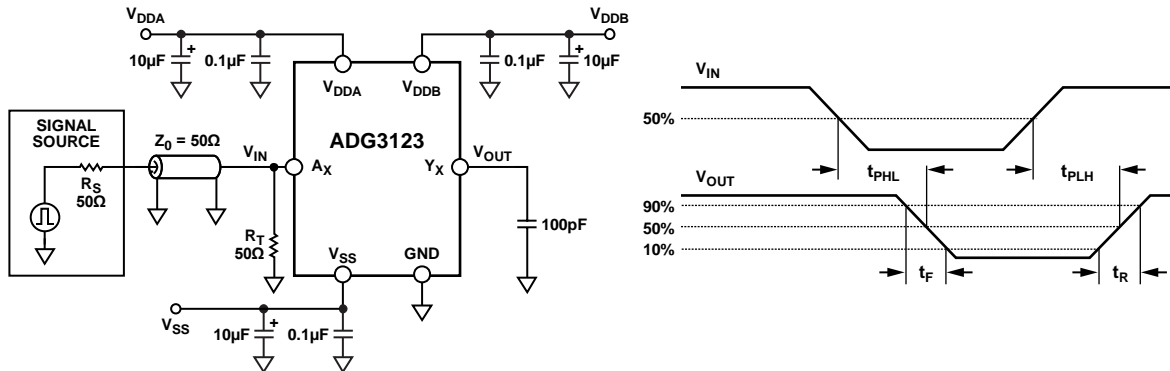 VDDA
VDDB
10µF
+
0.1µF
0.1µF
+
10µF
VDDA
VDDB
SIGNAL
SOURCE
RS
50Ω
Z0 = 50Ω
VIN
AX
ADG3123
YX
VOUT
RT
50Ω
100pF
VSS
GND
VSS
10µF
+
0.1µF
VIN
50%
tPHL
tPLH
VOUT
90%
50%
10%
tF
tR